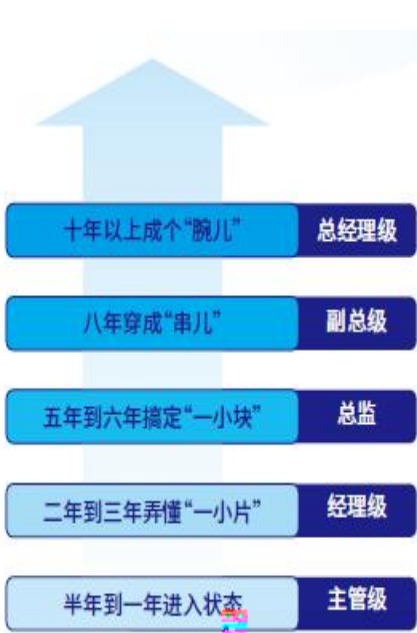 十年以上成个“腕儿” 总经理级
八年穿成“串儿” 副总级
五年到六年搞定“一小块” 总监
二年到三年弄懂“一小片” 经理级
半年到一年进入状态 主管级